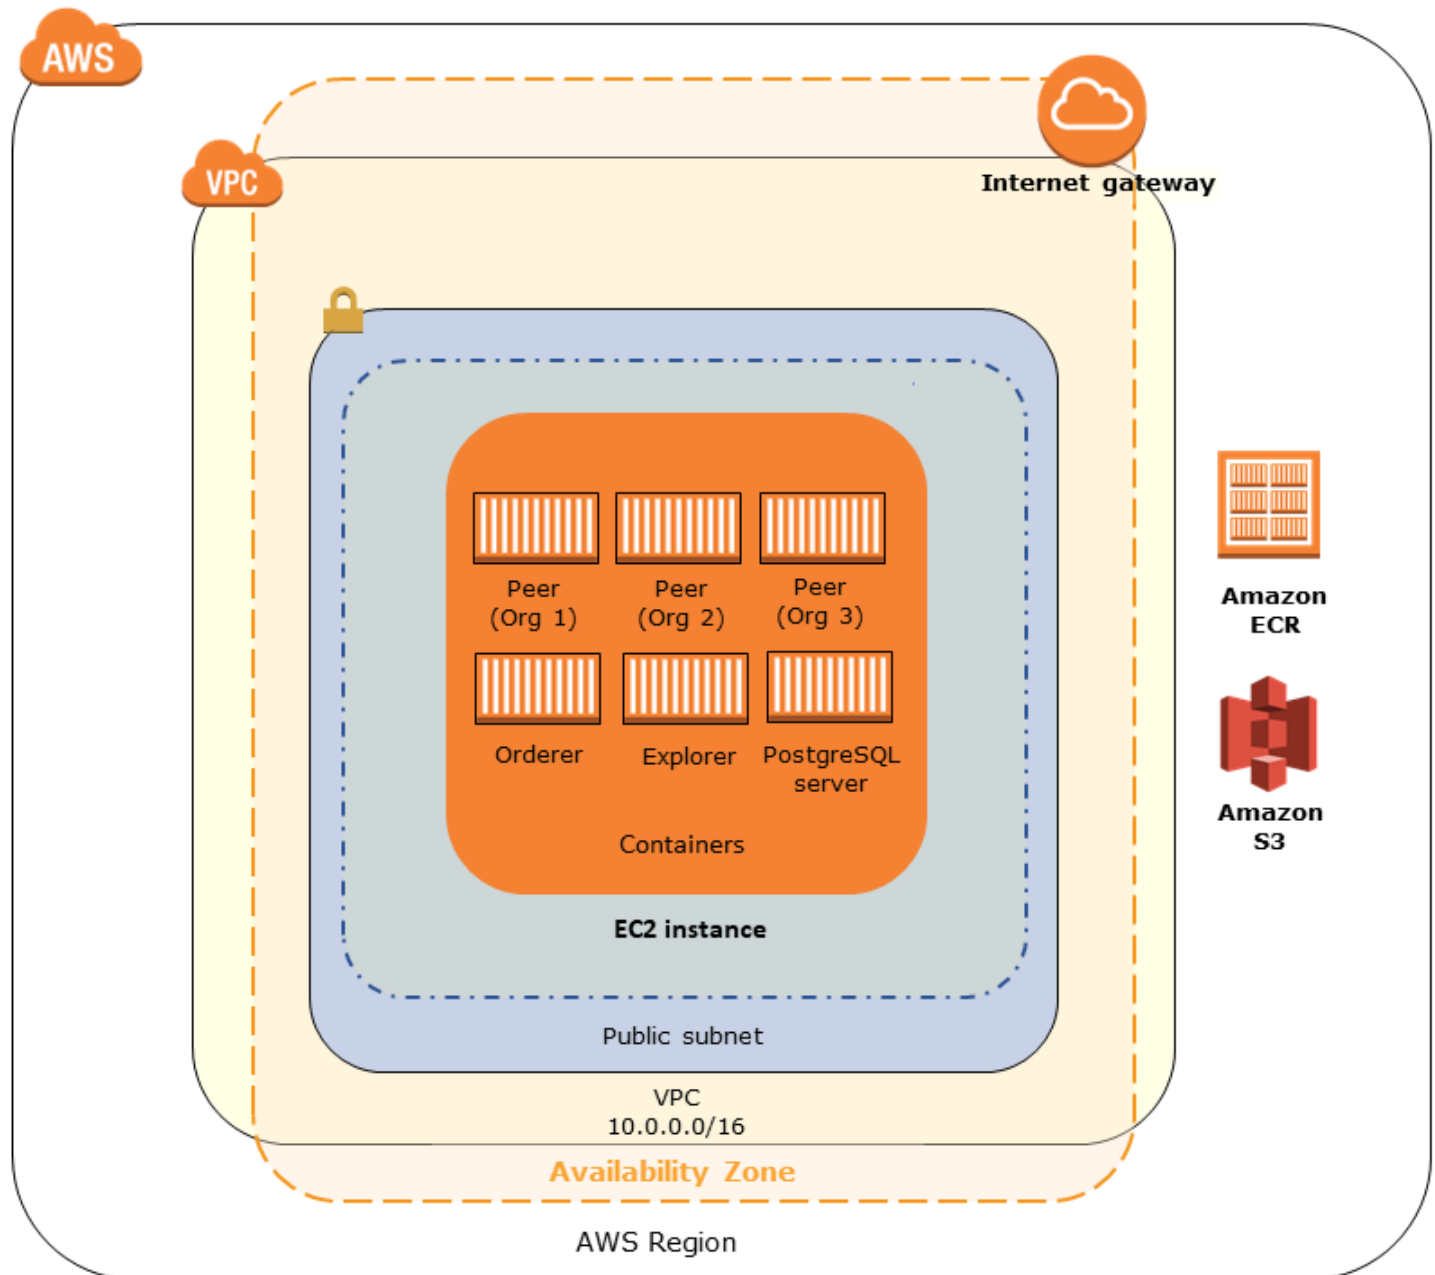 AWS
VPC
Internet gateway
Peer
(Org 1)
Peer
(Org 2)
Peer
(Org 3)
Orderer
Explorer
PostgreSQL
server
Containers
EC2 instance
Public subnet
VPC
10.0.0.0/16
Availability Zone
AWS Region
Amazon
ECR
Amazon
S3